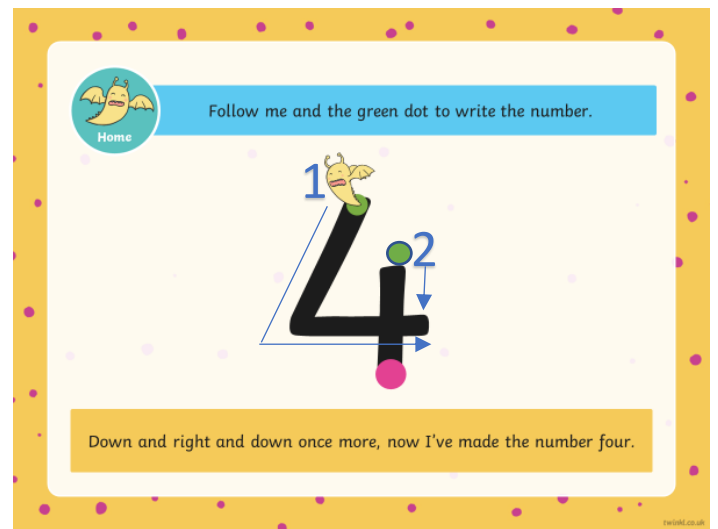 Follow me and the green dot to write the number.
Home
1
2
4
Down and right and down once more, now I've made the number four.
twinkl.co.uk